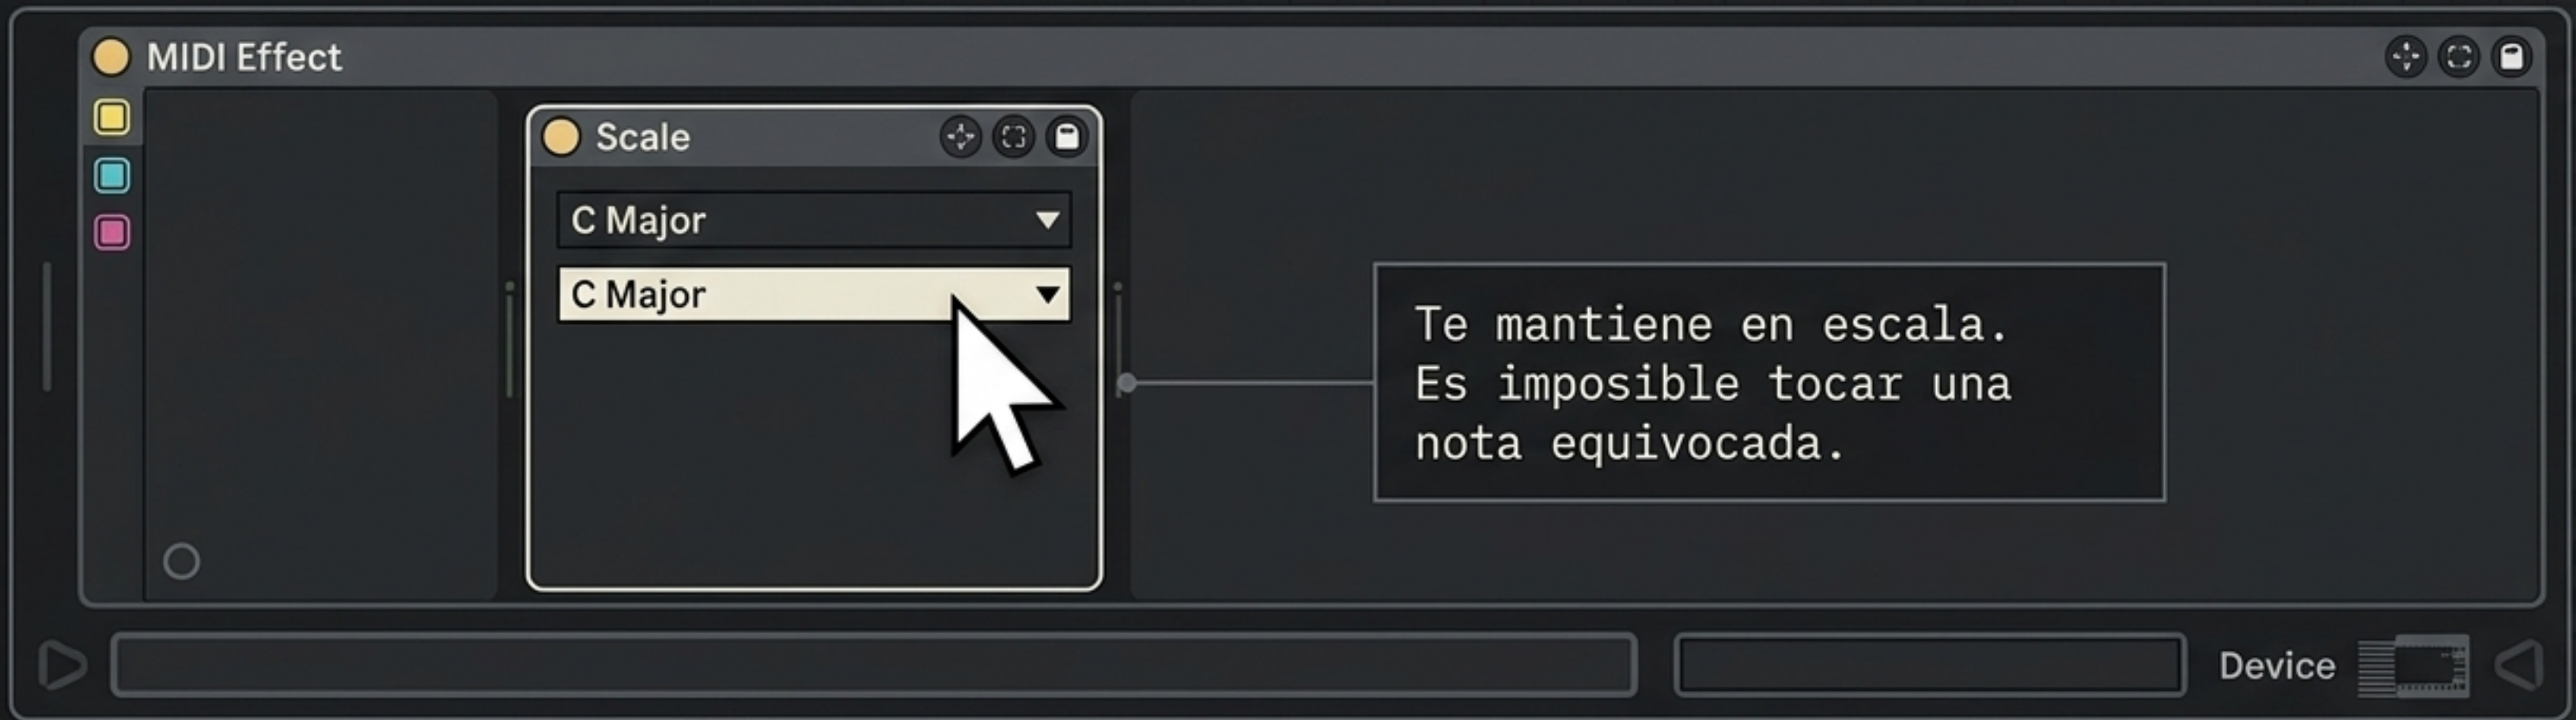 MIDI Effect
Scale
C Major
C Major
Te mantiene en escala.
Es imposible tocar una
nota equivocada.
Device